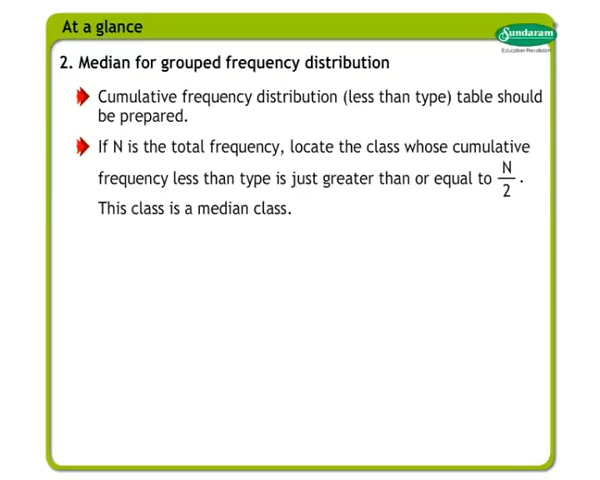 At a glance
Sundaram
Education Revolution
2. Median for grouped frequency distribution
Cumulative frequency distribution (less than type) table should
be prepared.
If N is the total frequency, locate the class whose cumulative
frequency less than type is just greater than or equal to N/2.
This class is a median class.